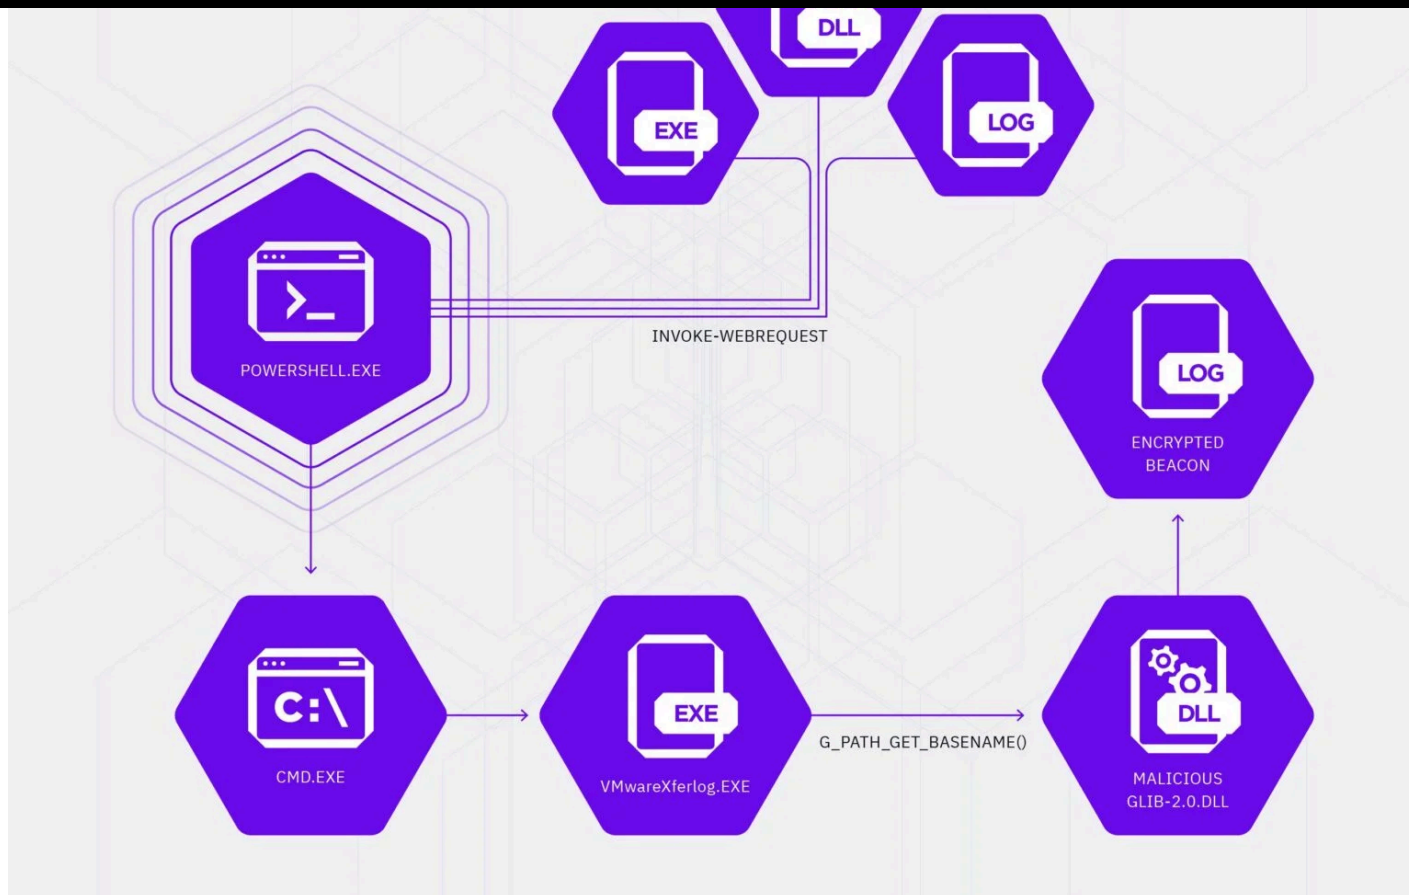 DLL
EXE
LOG
>_
POWERSHELL.EXE
INVOKE-WEBREQUEST
LOG
ENCRYPTED
BEACON
C:\
CMD.EXE
EXE
VMwareXferlog.EXE
G_PATH_GET_BASENAME()
DLL
MALICIOUS
GLIB-2.0.DLL